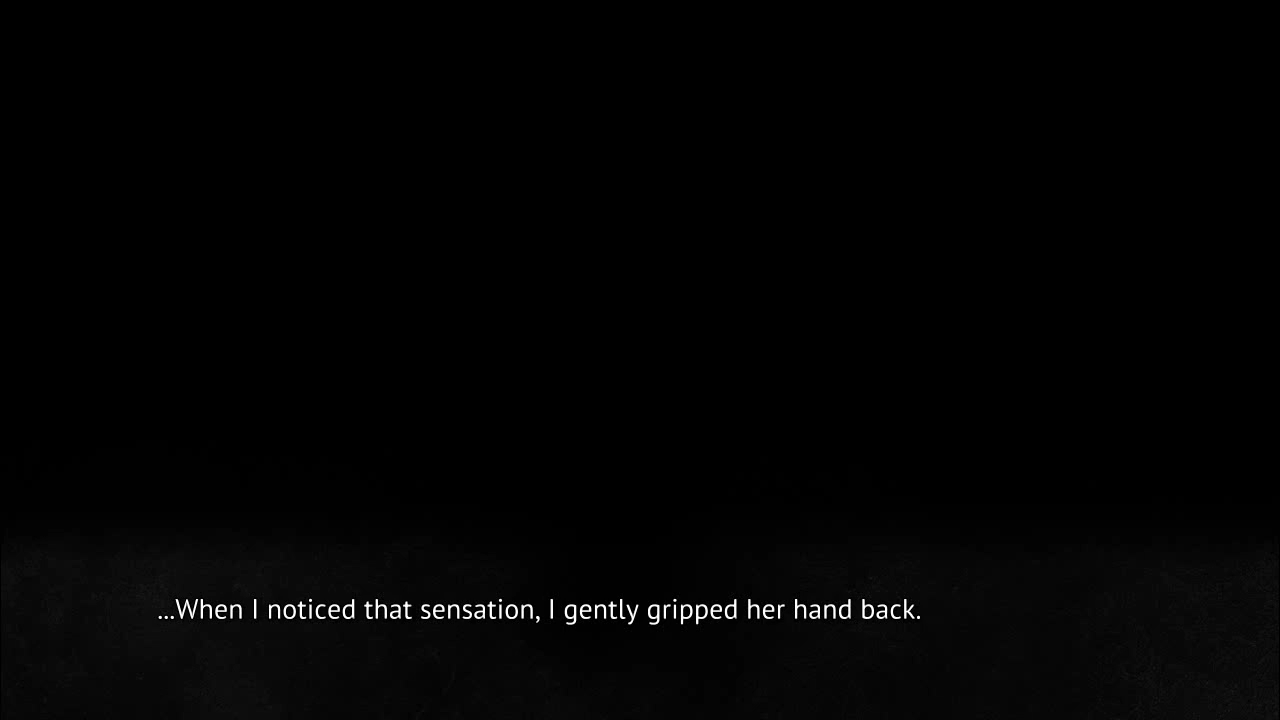 ...When I noticed that sensation, I gently gripped her hand back.